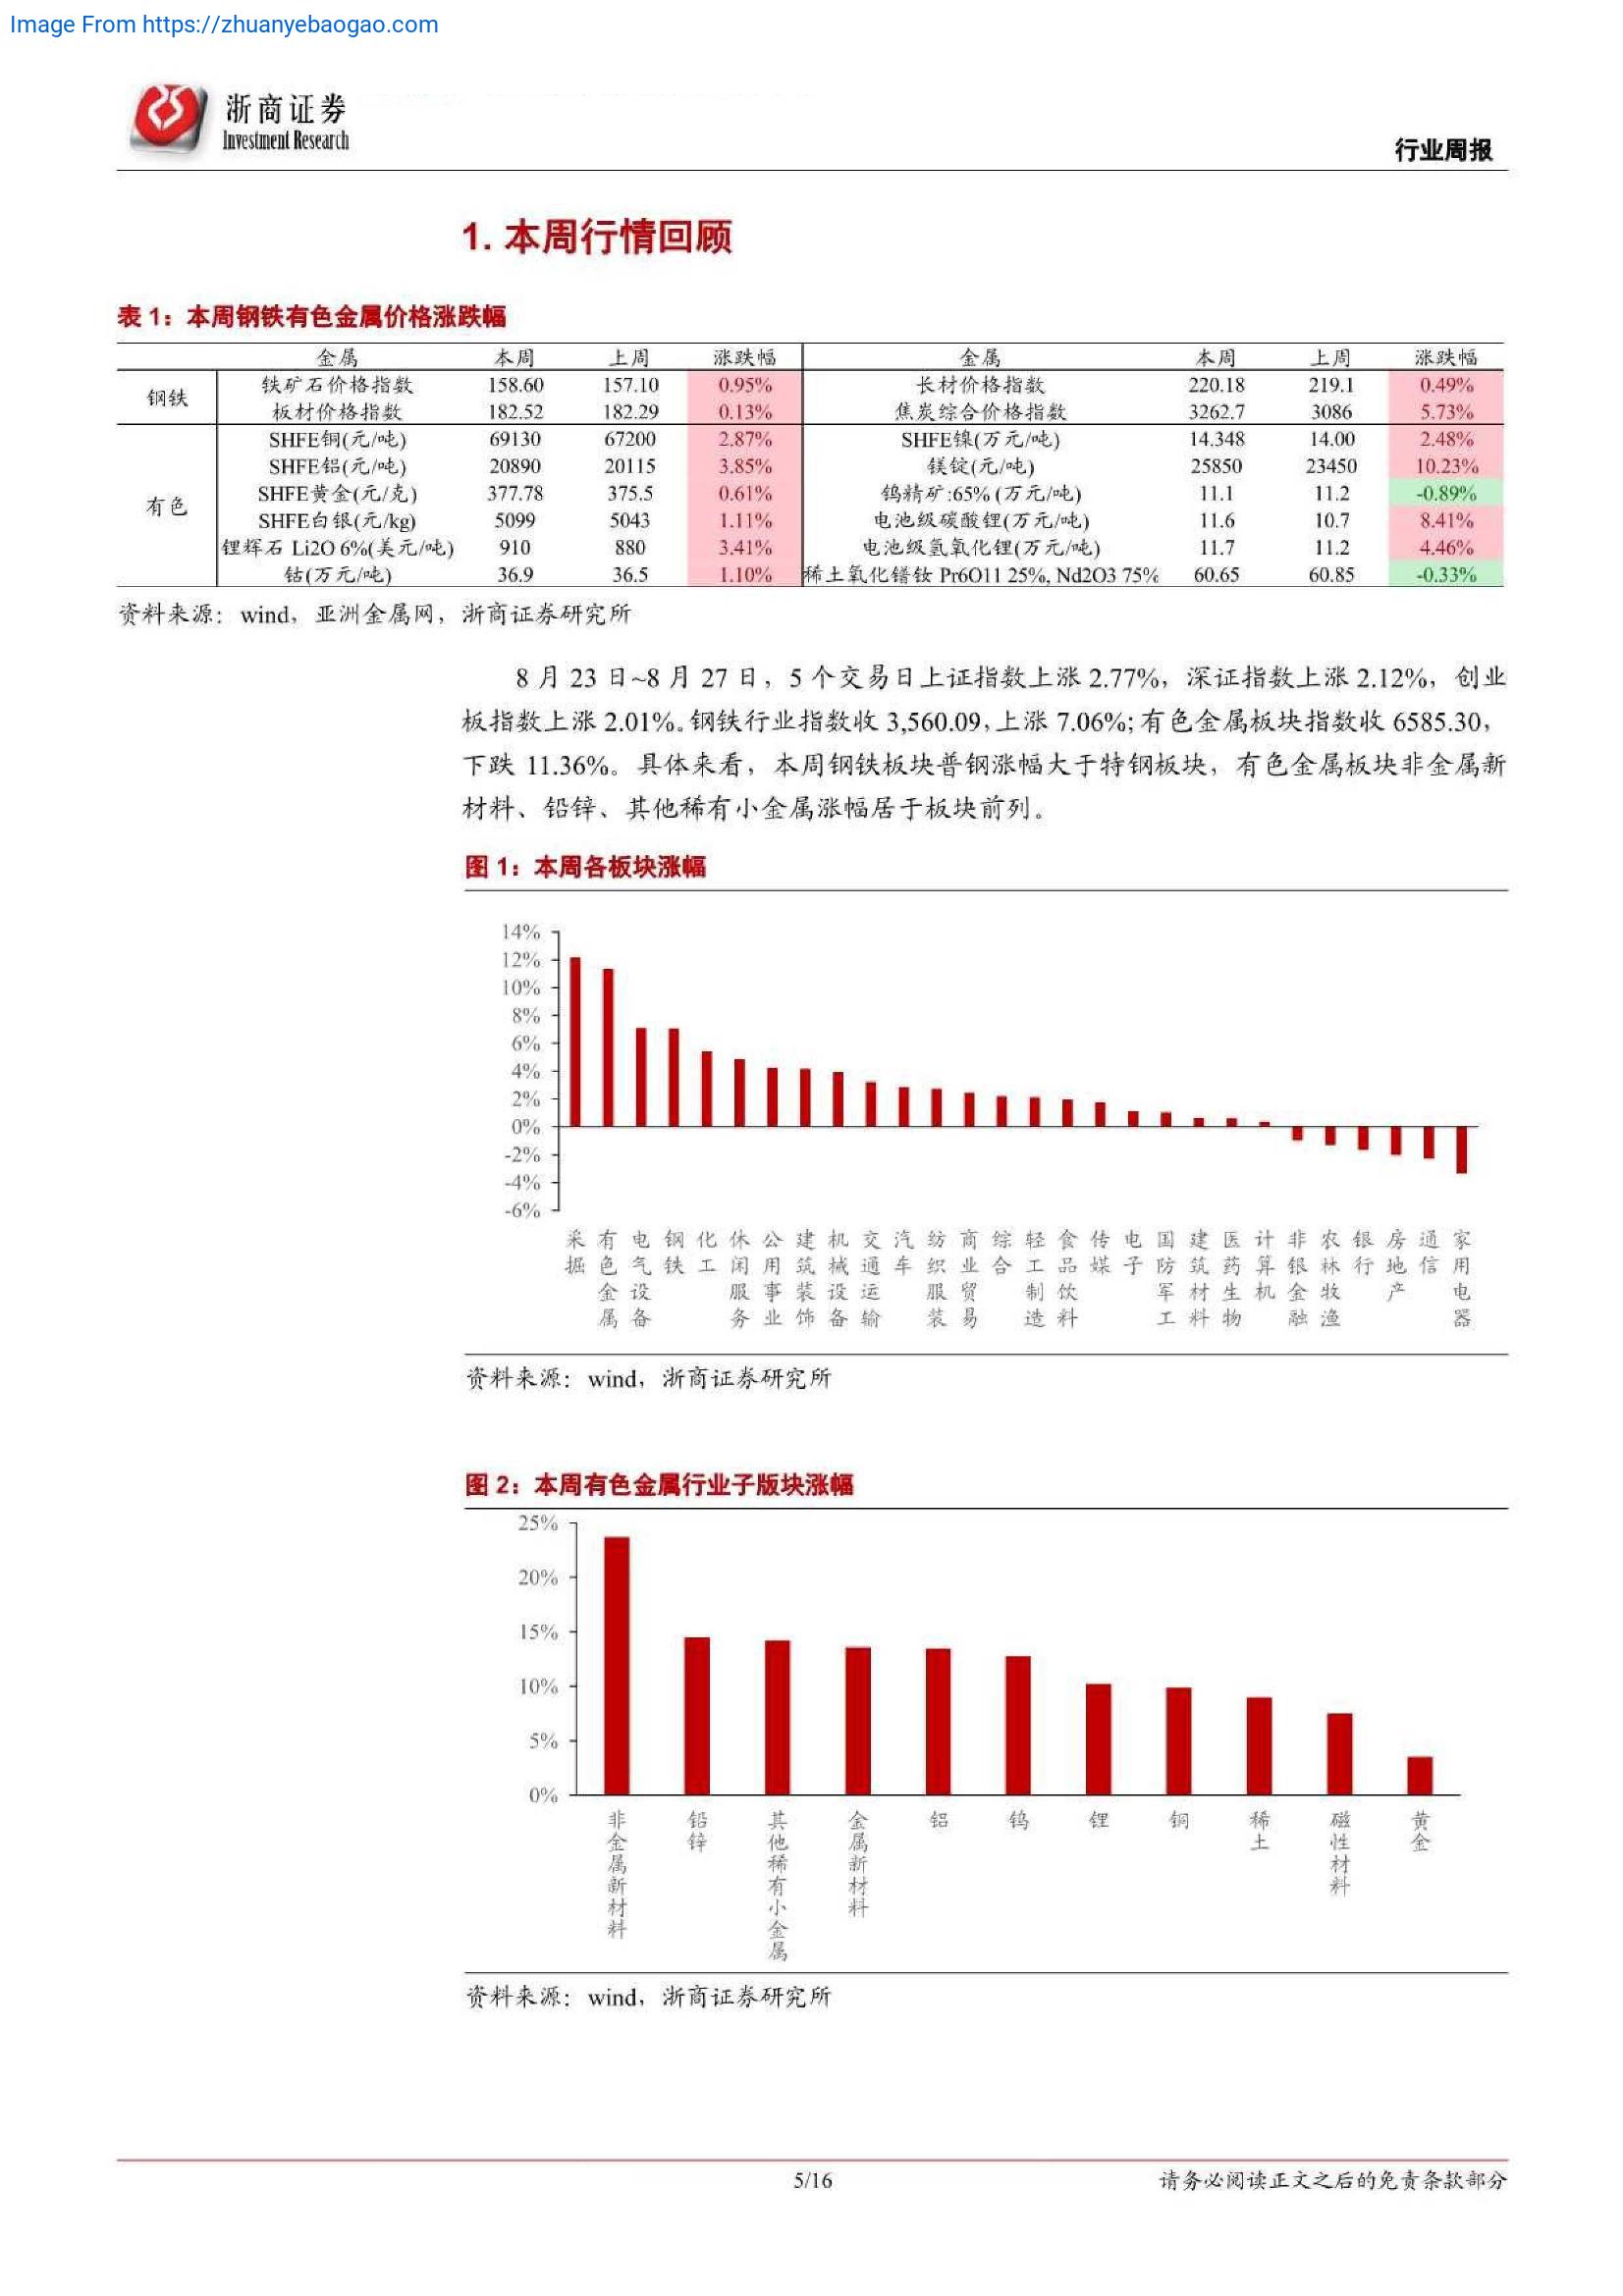 Image From https://zhuanyebaogao.com
浙商证券
Investment Research
行业周报
1. 本周行情回顾
表 1：本周钢铁有色金属价格涨跌幅
金属 本周 上周 涨跌幅 金属 本周 上周 涨跌幅
钢铁
铁矿石价格指数 158.60 157.10 0.95% 长材价格指数 220.18 219.1 0.49%
板材价格指数 182.52 182.29 0.13% 焦炭综合价格指数 3262.7 3086 5.73%
有色
SHFE铜(元/吨) 69130 67200 2.87% SHFE镍(万元/吨) 14.348 14.00 2.48%
SHFE铝(元/吨) 20890 20115 3.85% 镁锭(元/吨) 25850 23450 10.23%
SHFE黄金(元/克) 377.78 375.5 0.61% 钨精矿:65% (万元/吨) 11.1 11.2 -0.89%
SHFE白银(元/kg) 5099 5043 1.11% 电池级碳酸锂(万元/吨) 11.6 10.7 8.41%
锂辉石 Li2O 6%(美元/吨) 910 880 3.41% 电池级氢氧化锂(万元/吨) 11.7 11.2 4.46%
钴(万元/吨) 36.9 36.5 1.10% 稀土氧化镨钕 Pr6O11 25%, Nd2O3 75% 60.65 60.85 -0.33%
资料来源：wind，亚洲金属网，浙商证券研究所
8 月 23 日~8 月 27 日，5 个交易日上证指数上涨 2.77%，深证指数上涨 2.12%，创业
板指数上涨 2.01%。钢铁行业指数收 3,560.09，上涨 7.06%；有色金属板块指数收 6585.30，
下跌 11.36%。具体来看，本周钢铁板块普钢涨幅大于特钢板块，有色金属板块非金属新
材料、铅锌、其他稀有小金属涨幅居于板块前列。
图 1：本周各板块涨幅
14%
12%
10%
8%
6%
4%
2%
0%
-2%
-4%
-6%
采掘
有色金属
电气设备
钢铁
化工
休闲服务
公用事业
建筑装饰
机械设备
交通运输
汽车
纺织服装
商业贸易
综合
轻工制造
食品饮料
传媒
电子
国防军工
建筑材料
医药生物
计算机
非银金融
农林牧渔
银行
房地产
通信
家用电器
资料来源：wind，浙商证券研究所
图 2：本周有色金属行业子版块涨幅
25%
20%
15%
10%
5%
0%
非金属新材料
铅锌
其他稀有小金属
金属新材料
铝
钨
锂
铜
稀土
磁性材料
黄金
资料来源：wind，浙商证券研究所
5/16
请务必阅读正文之后的免责条款部分